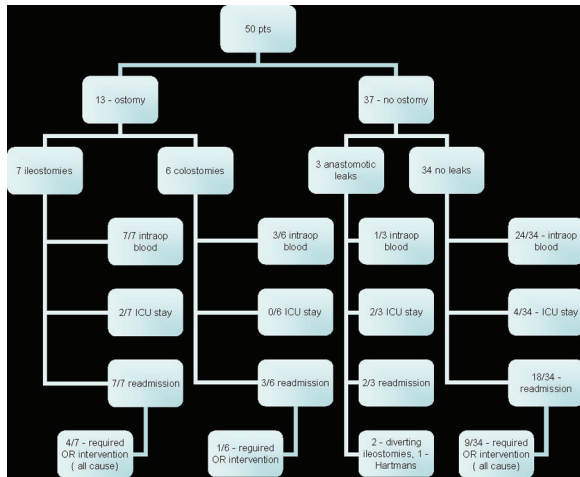 50 pts
13 - ostomy
37 - no ostomy
7 ileostomies
6 colostomies
3 anastomotic
leaks
34 no leaks
7/7 intraop
blood
3/6 intraop
blood
1/3 intraop
blood
24/34 - intraop
blood
2/7 ICU stay
0/6 ICU stay
2/3 ICU stay
4/34 - ICU stay
7/7 readmission
3/6 readmission
2/3 readmission
18/34 -
readmission
4/7 - required
OR intervention
( all cause)
1/6 - required
OR intervention
2 - diverting
ileostomies, 1 -
Hartmans
9/34 - required
OR intervention
( all cause)